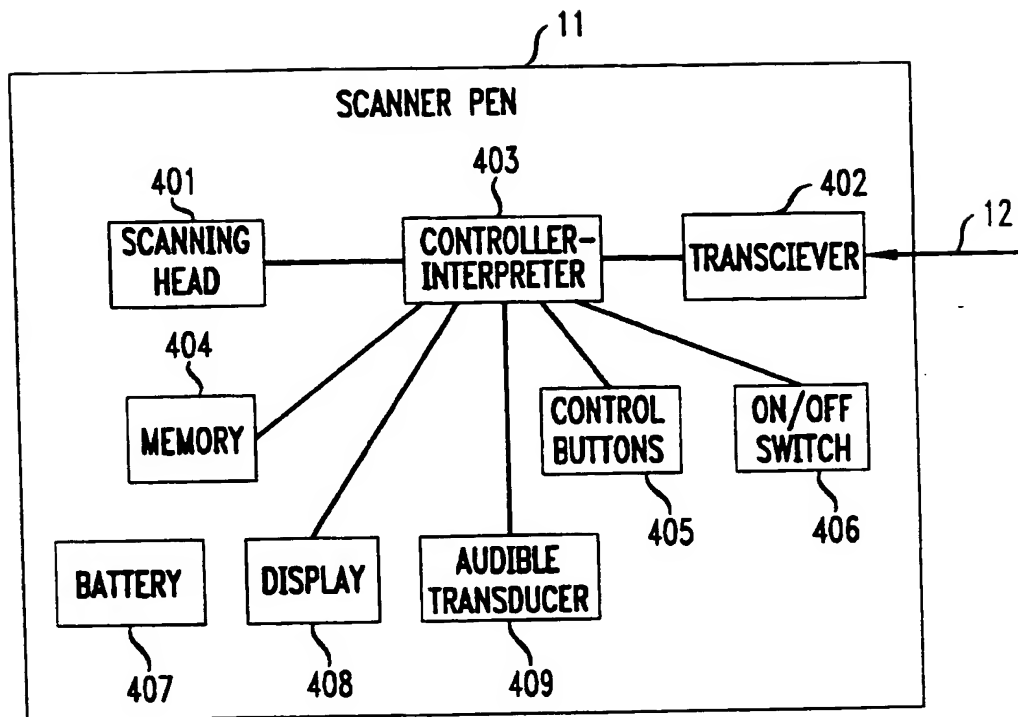 11
SCANNER PEN
401
403
402
12
SCANNING
HEAD
CONTROLLER-
INTERPRETER
TRANSCIEVER
404
MEMORY
CONTROL
BUTTONS
ON/OFF
SWITCH
405
406
BATTERY
DISPLAY
AUDIBLE
TRANSDUCER
407
408
409